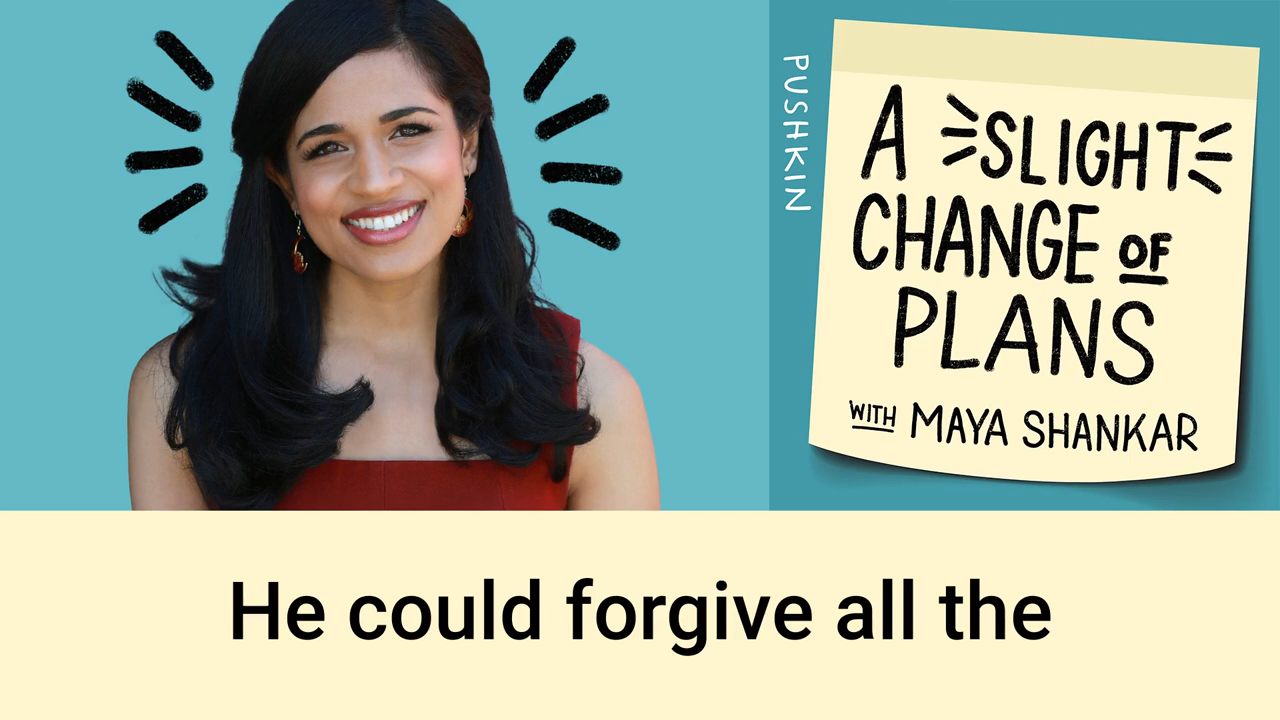 PUSHKIN
A SLIGHT
CHANGE OF
PLANS
WITH MAYA SHANKAR
He could forgive all the